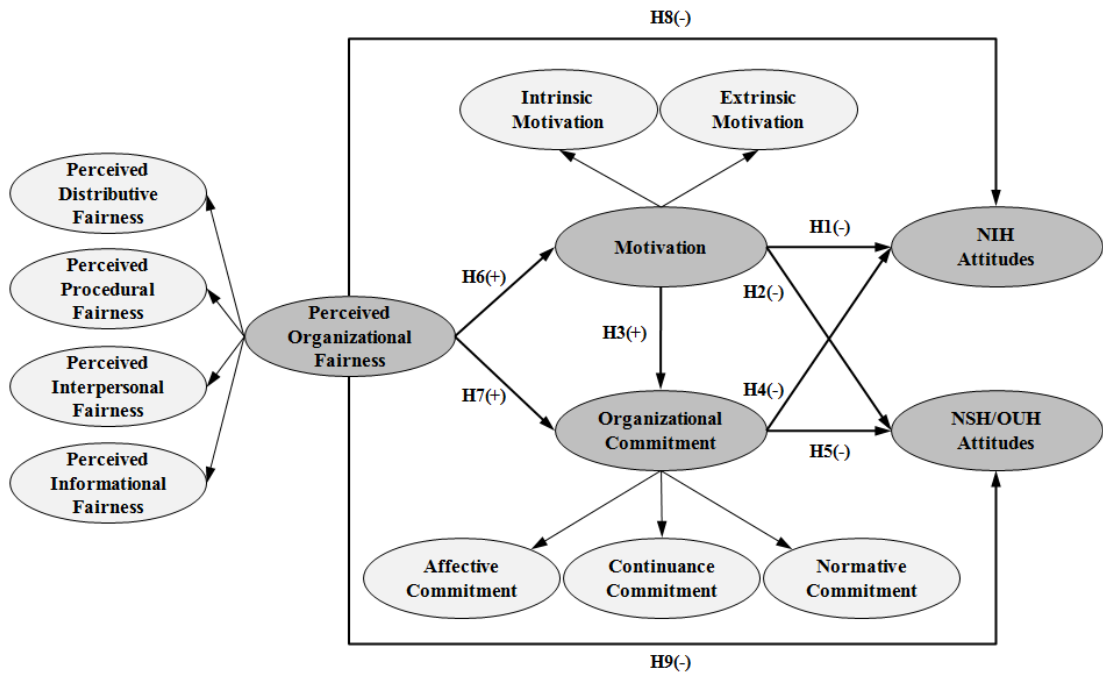 H8(-)
Intrinsic
Motivation
Extrinsic
Motivation
Perceived
Distributive
Fairness
Perceived
Procedural
Fairness
Perceived
Interpersonal
Fairness
Perceived
Informational
Fairness
Perceived
Organizational
Fairness
H6(+)
H7(+)
Motivation
H3(+)
Organizational
Commitment
H1(-)
H2(-)
H4(-)
H5(-)
NIH
Attitudes
NSH/OUH
Attitudes
Affective
Commitment
Continuance
Commitment
Normative
Commitment
H9(-)